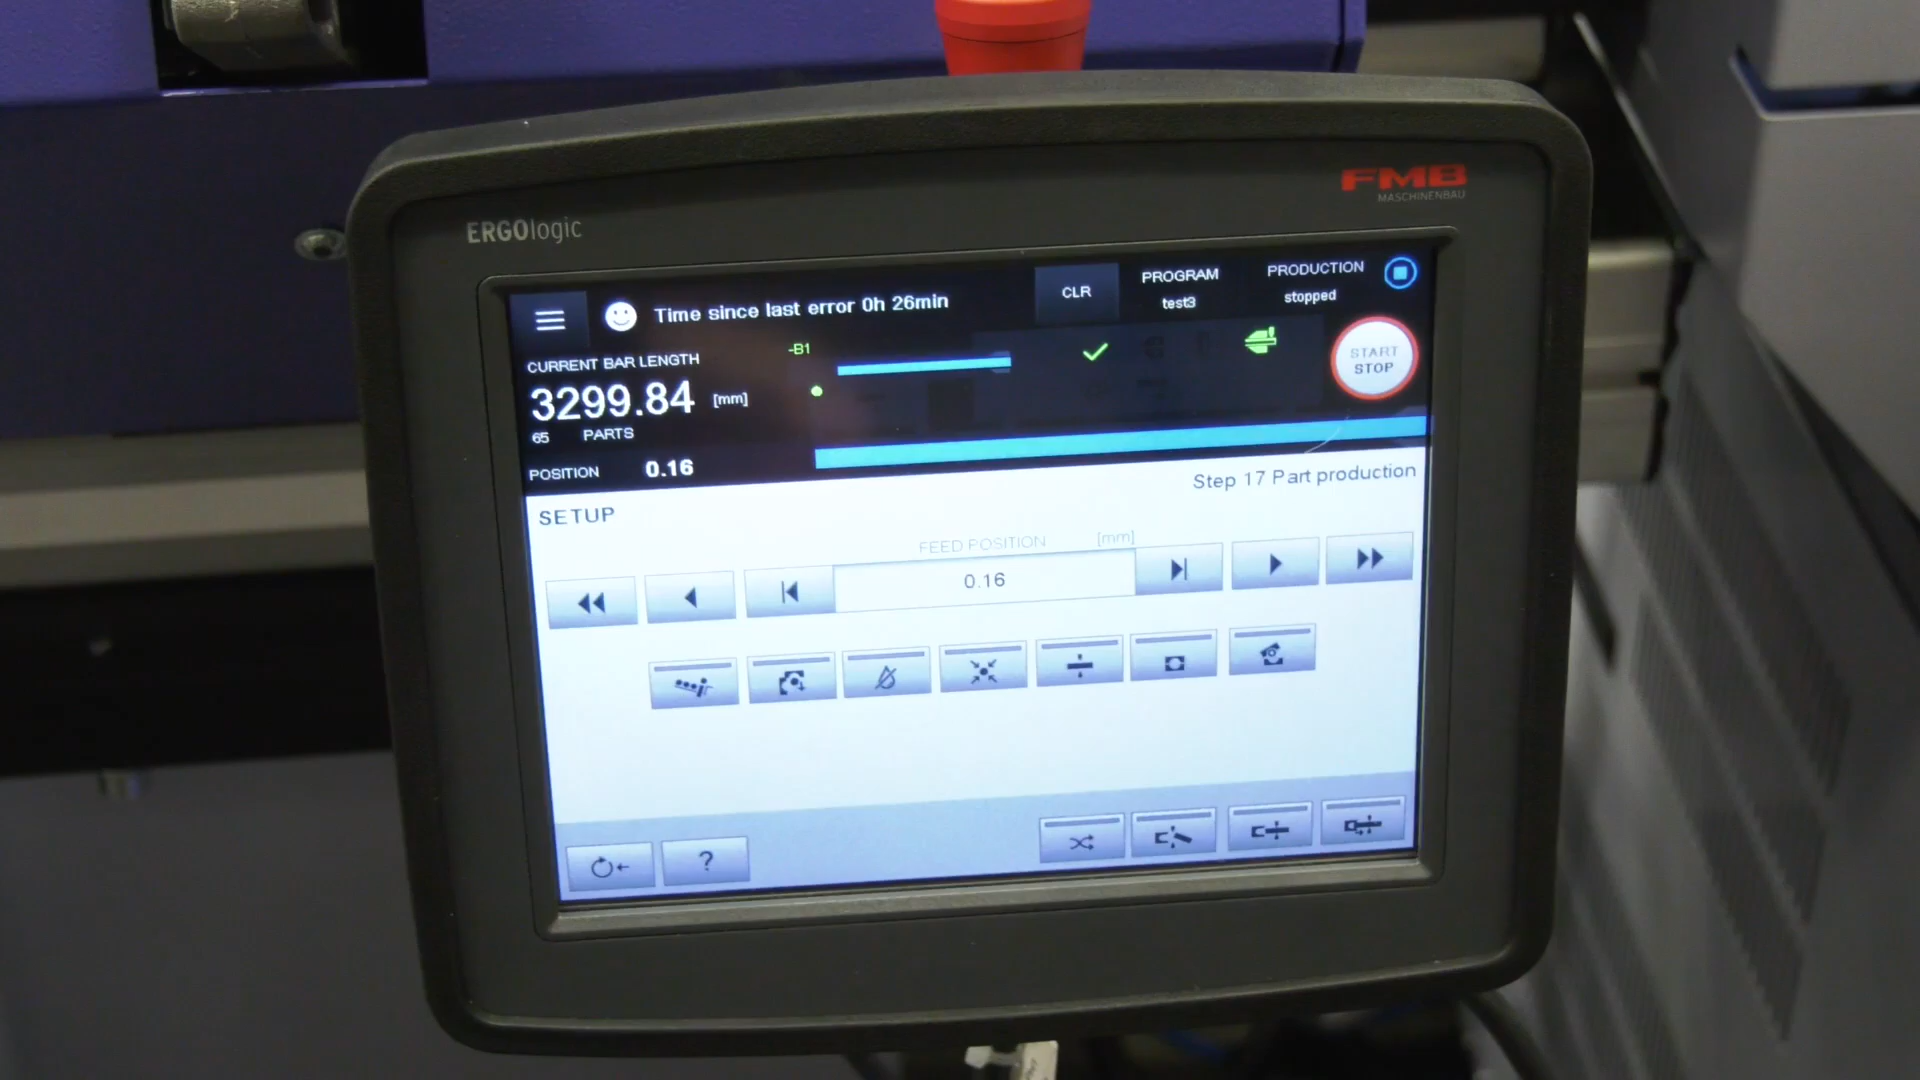 FMB
MASCHINENBAU
ERGOlogic
Time since last error 0h 26min
CLR
PROGRAM
test3
PRODUCTION
stopped
START
STOP
CURRENT BAR LENGTH
3299.84 [mm]
65 PARTS
POSITION 0.16
-B1
Step 17 Part production
SETUP
FEED POSITION [mm]
0.16
?